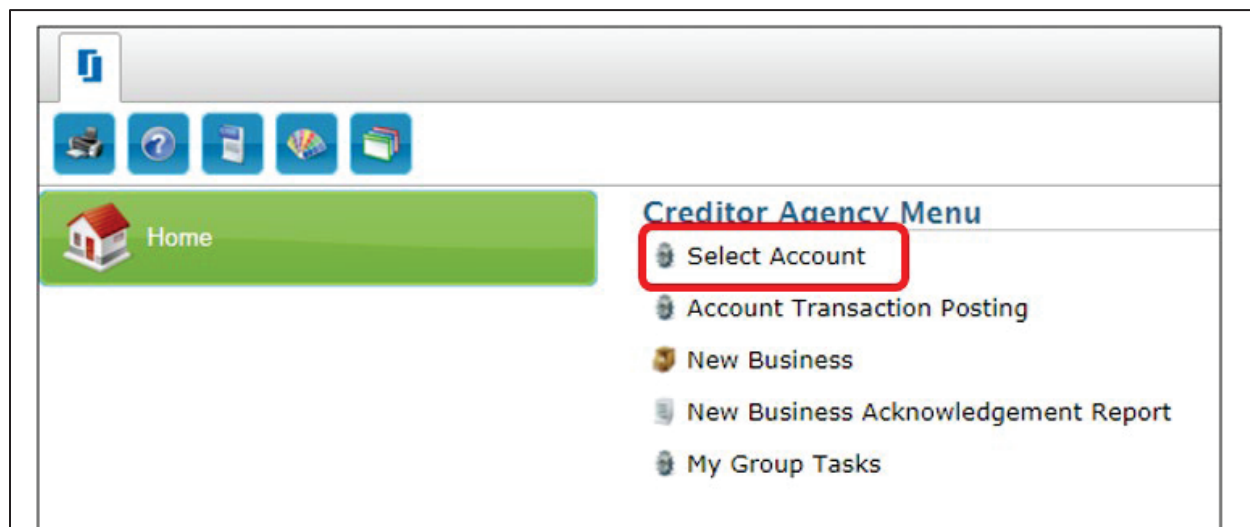 Home
Creditor Agency Menu
Select Account
Account Transaction Posting
New Business
New Business Acknowledgement Report
My Group Tasks